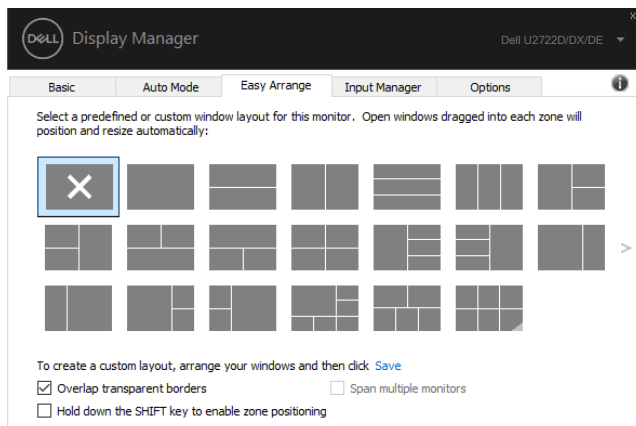 DELL Display Manager
Dell U2722D/DX/DE
Basic Auto Mode Easy Arrange Input Manager Options
Select a predefined or custom window layout for this monitor. Open windows dragged into each zone will
position and resize automatically:
To create a custom layout, arrange your windows and then click Save
Overlap transparent borders
Span multiple monitors
Hold down the SHIFT key to enable zone positioning